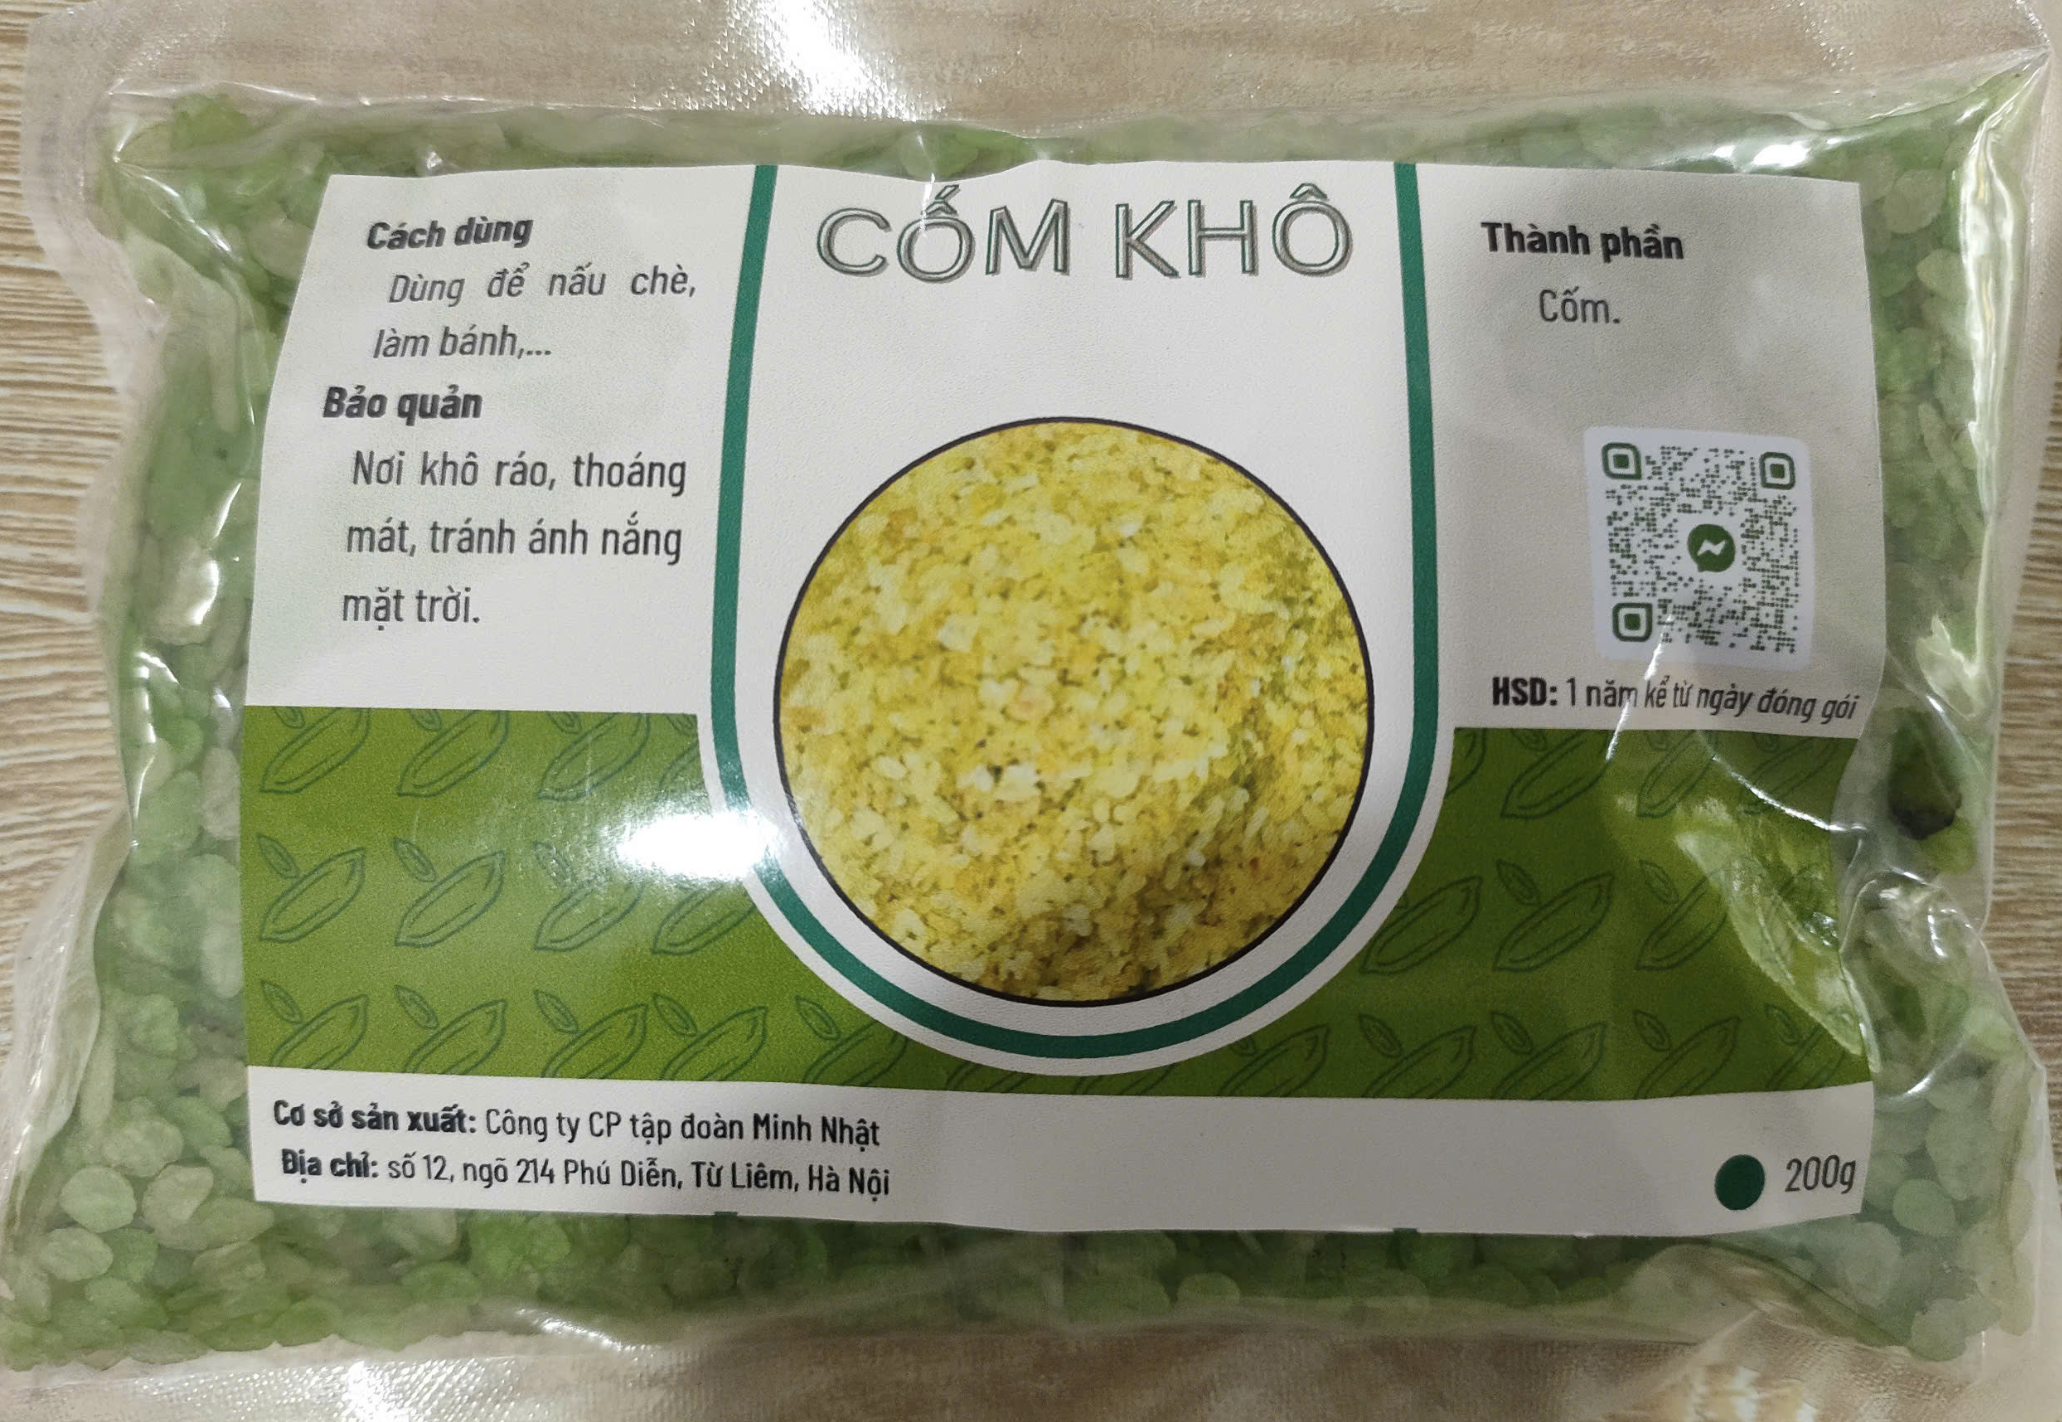 CỐM KHÔ
Cách dùng
Dùng để nấu chè,
làm bánh,...
Bảo quản
Nơi khô ráo, thoáng
mát, tránh ánh nắng
mặt trời.
Thành phần
Cốm.
HSD: 1 năm kể từ ngày đóng gói
Cơ sở sản xuất: Công ty CP tập đoàn Minh Nhật
Địa chỉ: số 12, ngõ 214 Phú Diễn, Từ Liêm, Hà Nội
200g